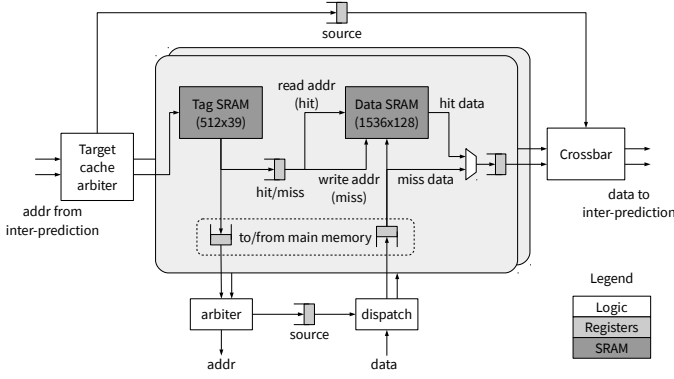 source
Tag SRAM
(512x39)
read addr
(hit)
Data SRAM
(1536x128)
hit data
Target
cache
arbiter
hit/miss
write addr
(miss)
miss data
Crossbar
addr from
inter-prediction
data to
inter-prediction
to/from main memory
arbiter
source
dispatch
addr
data
Legend
Logic
Registers
SRAM